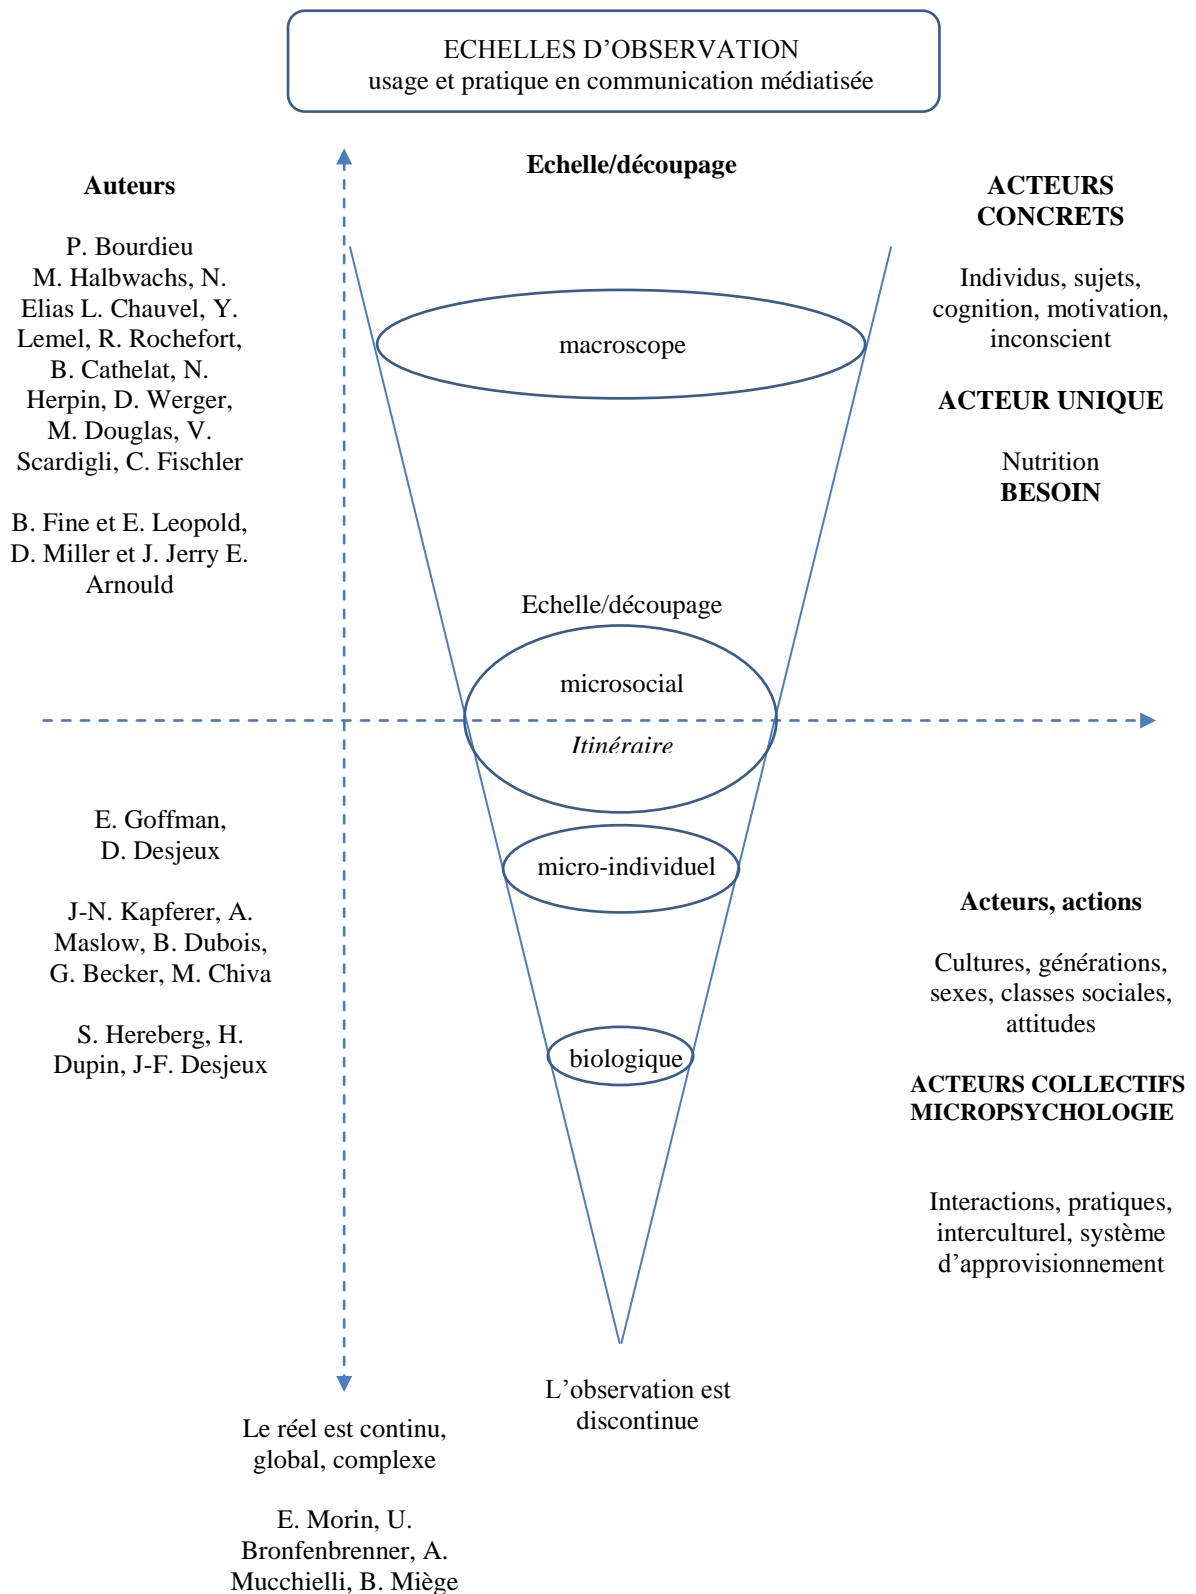 ECHELLES D’OBSERVATION
usage et pratique en communication médiatisée
Auteurs
P. Bourdieu
M. Halbwachs, N.
Elias L. Chauvel, Y.
Lemel, R. Rochefort,
B. Cathelat, N.
Herpin, D. Werger,
M. Douglas, V.
Scardigli, C. Fischler
B. Fine et E. Leopold,
D. Miller et J. Jerry E.
Arnould
Echelle/découpage
macroscope
ACTEURS
CONCRETS
Individus, sujets,
cognition, motivation,
inconscient
ACTEUR UNIQUE
Nutrition
BESOIN
Echelle/découpage
microsocial
Itinéraire
E. Goffman,
D. Desjeux
J-N. Kapferer, A.
Maslow, B. Dubois,
G. Becker, M. Chiva
S. Hereberg, H.
Dupin, J-F. Desjeux
micro-individuel
biologique
Acteurs, actions
Cultures, générations,
sexes, classes sociales,
attitudes
ACTEURS COLLECTIFS
MICROPSYCHOLOGIE
Interactions, pratiques,
interculturel, système
d’approvisionnement
L’observation est
discontinue
Le réel est continu,
global, complexe
E. Morin, U.
Bronfenbrenner, A.
Mucchielli, B. Miège